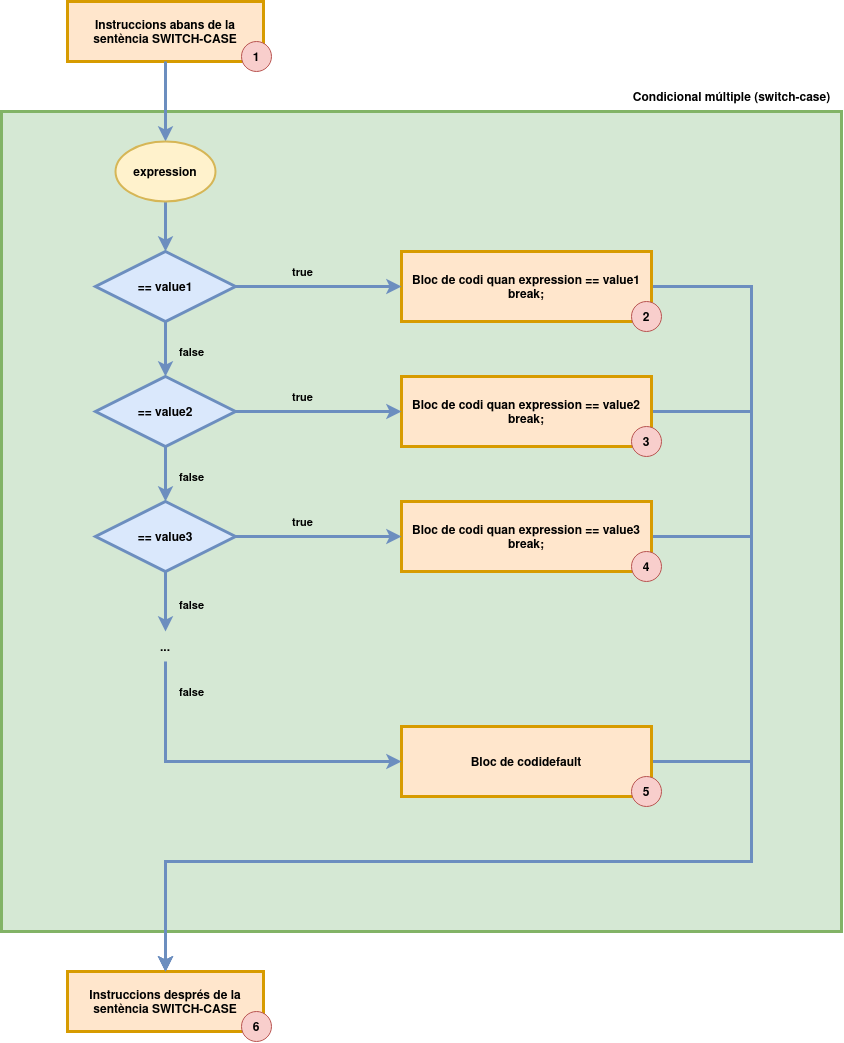 Instruccions abans de la
sentència SWITCH-CASE
1
Condicional múltiple (switch-case)
expression
== value1
true
Bloc de codi quan expression == value1
break;
2
false
== value2
true
Bloc de codi quan expression == value2
break;
3
false
== value3
true
Bloc de codi quan expression == value3
break;
4
false
...
false
Bloc de codidefault
5
Instruccions després de la
sentència SWITCH-CASE
6